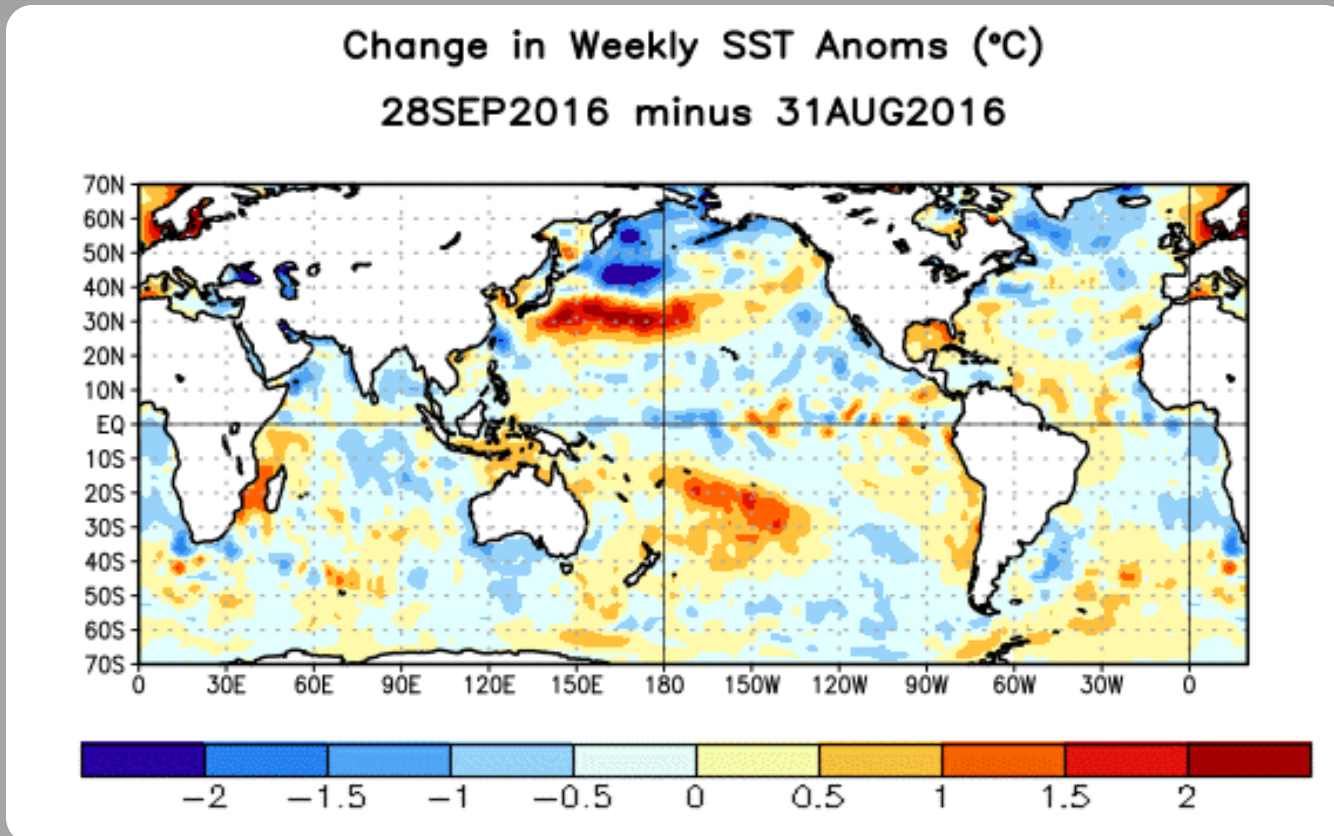 Change in Weekly SST Anoms (°C)
28SEP2016 minus 31AUG2016
70N
60N
50N
40N
30N
20N
10N
EQ
10S
20S
30S
40S
50S
60S
70S
0 30E 60E 90E 120E 150E 180 150W 120W 90W 60W 30W 0
−2 −1.5 −1 −0.5 0 0.5 1 1.5 2